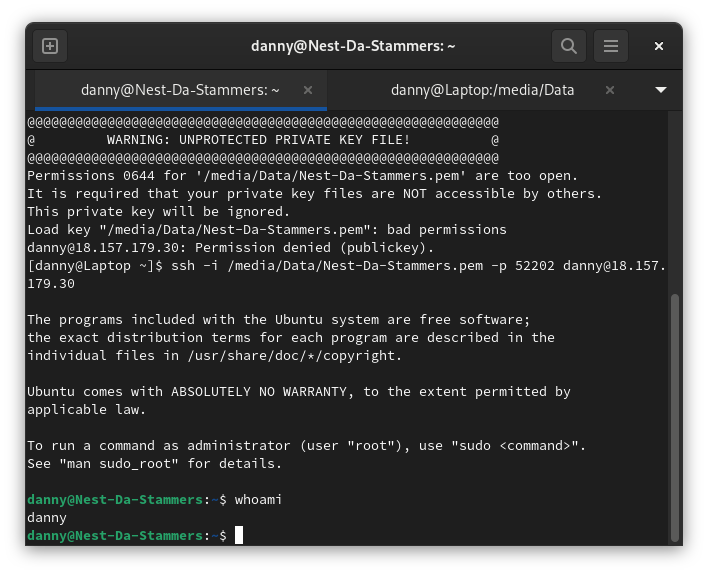 danny@Nest-Da-Stammers: ~
danny@Nest-Da-Stammers: ~
danny@Laptop:/media/Data
@@@@@@@@@@@@@@@@@@@@@@@@@@@@@@@@@@@@@@@@@@@@@@@@@@@@@@@@@@@
@         WARNING: UNPROTECTED PRIVATE KEY FILE!          @
@@@@@@@@@@@@@@@@@@@@@@@@@@@@@@@@@@@@@@@@@@@@@@@@@@@@@@@@@@@
Permissions 0644 for '/media/Data/Nest-Da-Stammers.pem' are too open.
It is required that your private key files are NOT accessible by others.
This private key will be ignored.
Load key "/media/Data/Nest-Da-Stammers.pem": bad permissions
danny@18.157.179.30: Permission denied (publickey).
[danny@Laptop ~]$ ssh -i /media/Data/Nest-Da-Stammers.pem -p 52202 danny@18.157.
179.30
The programs included with the Ubuntu system are free software;
the exact distribution terms for each program are described in the
individual files in /usr/share/doc/*/copyright.
Ubuntu comes with ABSOLUTELY NO WARRANTY, to the extent permitted by
applicable law.
To run a command as administrator (user "root"), use "sudo <command>".
See "man sudo_root" for details.
danny@Nest-Da-Stammers:~$ whoami
danny
danny@Nest-Da-Stammers:~$